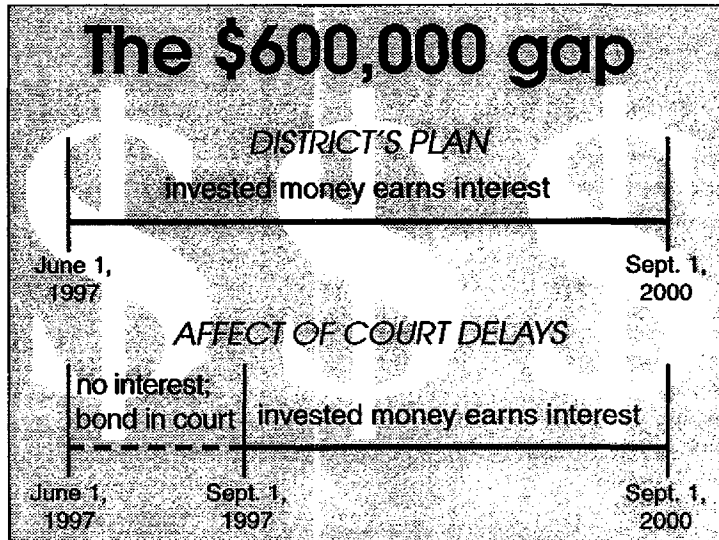 The $600,000 gap
DISTRICT'S PLAN
invested money earns interest
June 1,
1997
Sept. 1,
2000
AFFECT OF COURT DELAYS
no interest;
bond in court
invested money earns interest
June 1,
1997
Sept. 1,
1997
Sept. 1,
2000